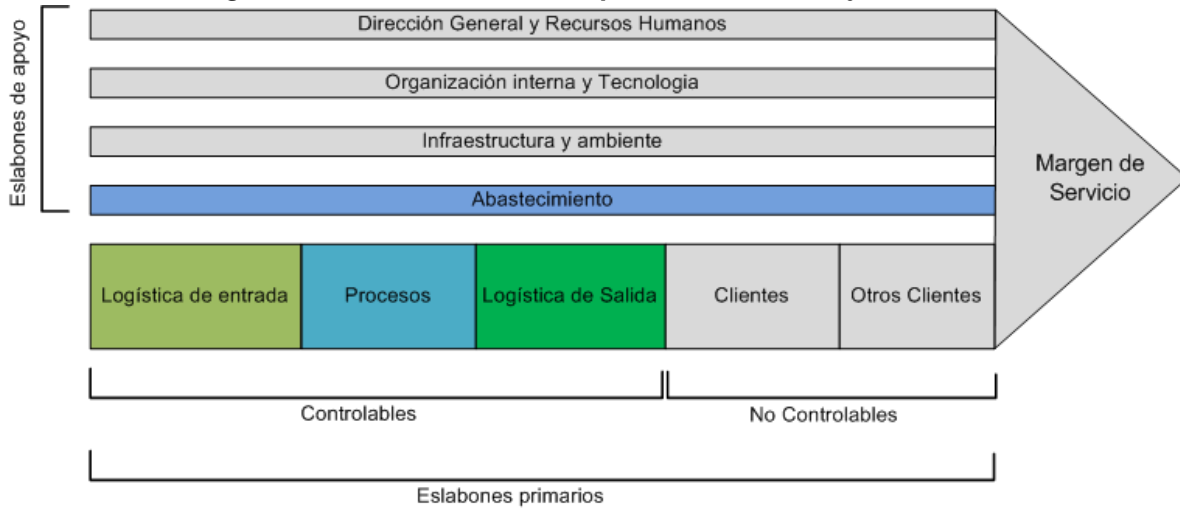 Dirección General y Recursos Humanos
Organización interna y Tecnologia
Infraestructura y ambiente
Abastecimiento
Eslabones de apoyo
Margen de
Servicio
Logística de entrada
Procesos
Logística de Salida
Clientes
Otros Clientes
Controlables
No Controlables
Eslabones primarios